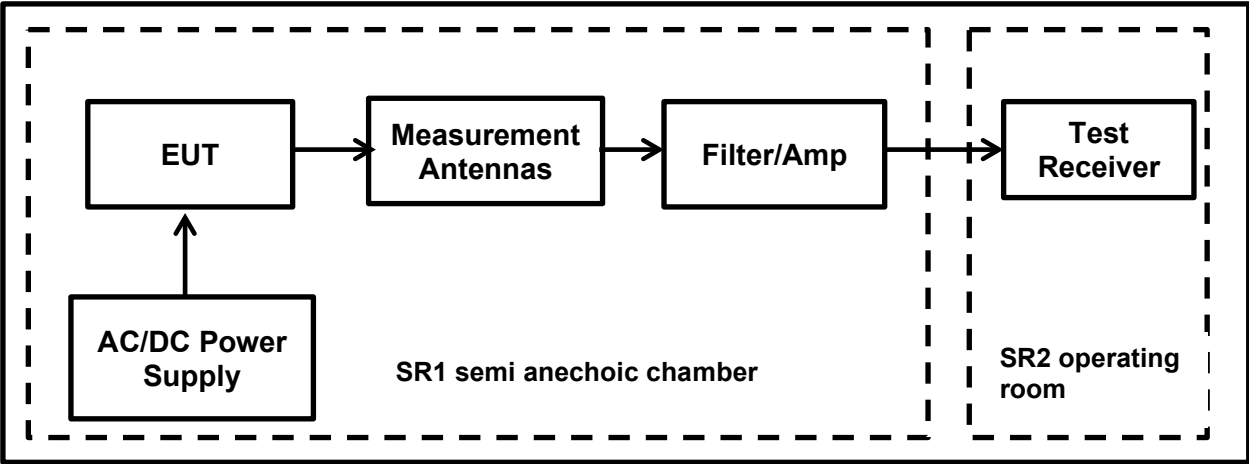 EUT
Measurement
Antennas
Filter/Amp
Test
Receiver
AC/DC Power
Supply
SR1 semi anechoic chamber
SR2 operating
room